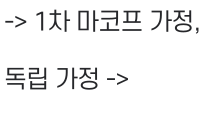 -> 1차 마코프 가정,
독립 가정 ->